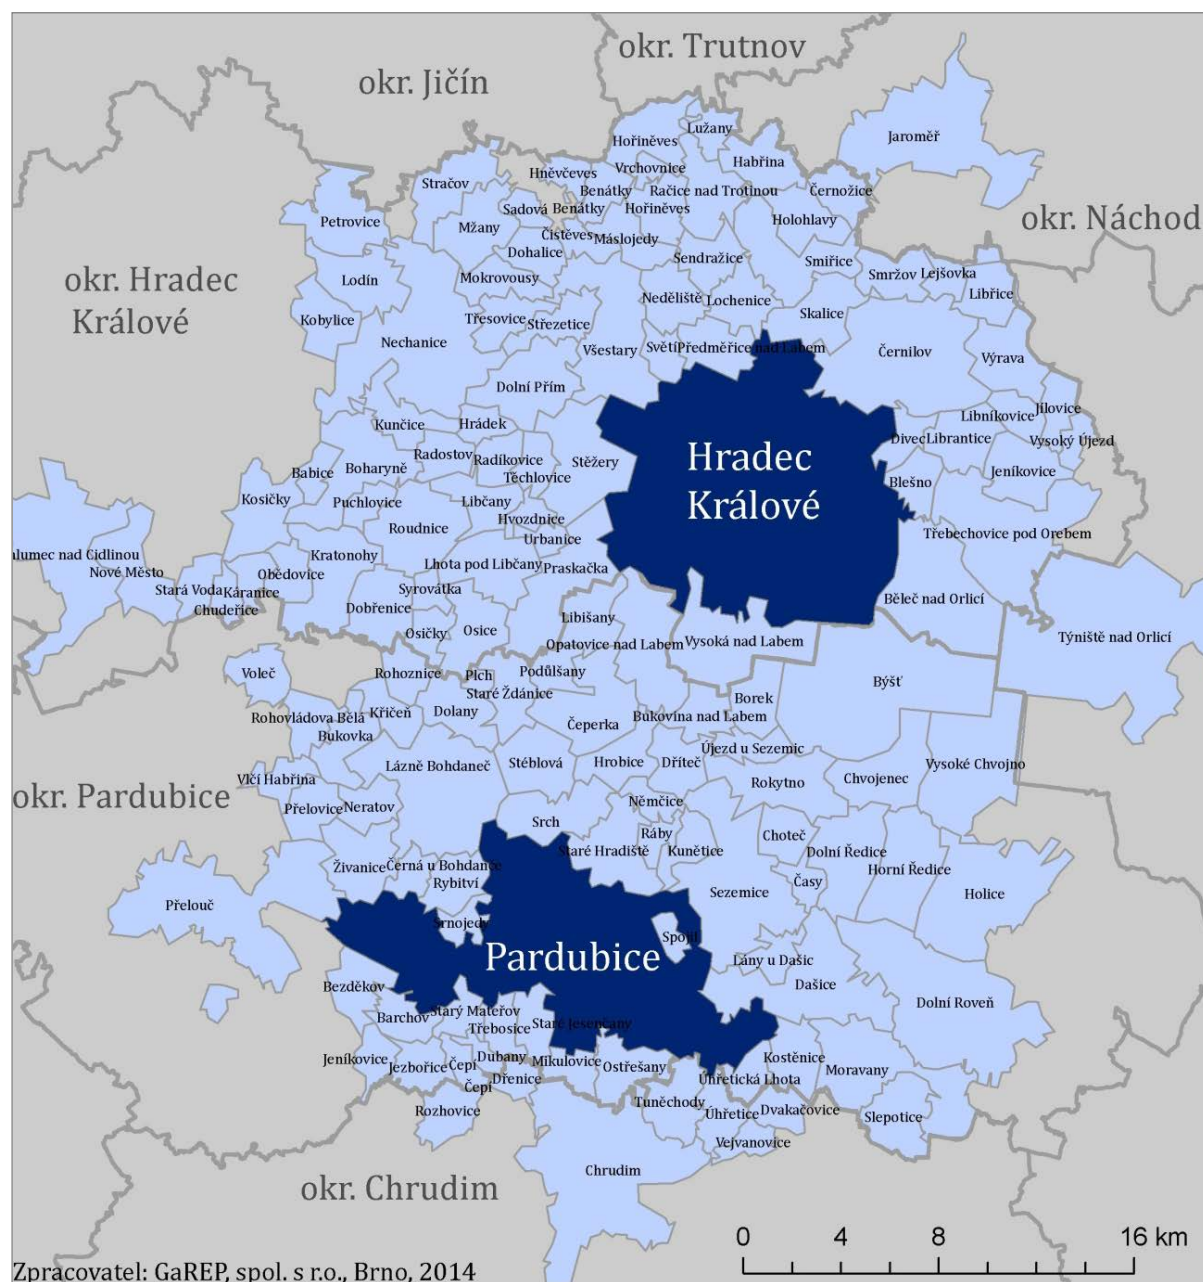 okr. Trutnov
okr. Jičín
Jaroměř
Lužany
Hořiněves
Habřina
Vrchovnice
Hněvčeves
Stračov
Benátky
Račice nad Trotinou
Černožice
Sadová
Benátky
Hořiněves
Holohlavy
Petrovice
Mžany
Čistěves
Máslojedy
okr. Náchod
Dohalice
Sendražice
Smiřice
Lodín
Mokrovousy
Smržov
Lejšovka
okr. Hradec
Králové
Libřice
Neděliště
Lochenice
Kobylice
Třesovice
Střezetice
Skalice
Nechanice
Všestary
Světí
Předměřice nad Labem
Černilov
Výrava
Dolní Přím
Jílovice
Libníkovice
Kunčice
Hrádek
Divec
Librantice
Vysoký Újezd
Radostov
Radíkovice
Stěžery
Hradec
Králové
Babice
Boharyně
Těchlovice
Jeníkovice
Blešno
Kosičky
Puchlovice
Libčany
Hvozdnice
Roudnice
Třebechovice pod Orebem
Urbanice
alumec nad Cidlinou
Kratonohy
Lhota pod Libčany
Praskačka
Nové Město
Obědovice
Stará Voda
Káranice
Syrovátka
Běleč nad Orlicí
Chudeřice
Dobřenice
Libišany
Osičky
Osice
Opatovice nad Labem
Vysoká nad Labem
Týniště nad Orlicí
Voleč
Rohoznice
Plch
Podůlšany
Býšť
Staré Ždánice
Borek
Rohovládova Bělá
Křičeň
Dolany
Čeperka
Bukovina nad Labem
Bukovka
Újezd u Sezemic
Lázně Bohdaneč
Stéblová
Hrobice
Dříteč
Vysoké Chvojno
Vlčí Habřina
Rokytno
Chvojenec
okr. Pardubice
Přelovice
Neratov
Němčice
Srch
Ráby
Choteč
Staré Hradiště
Kunětice
Dolní Ředice
Živanice
Černá u Bohdanče
Horní Ředice
Holice
Rybitví
Časy
Sezemice
Přelouč
Srnojedy
Spojil
Pardubice
Lány u Dašic
Bezděkov
Dašice
Dolní Roveň
Barchov
Starý Mateřov
Třebosice
Staré Jesenčany
Jeníkovice
Jezbořice
Čepí
Dubany
Mikulovice
Ostřešany
Kostěnice
Moravany
Čepí
Dřenice
Úhřetická Lhota
Rozhovice
Tuněchody
Úhřetice
Dvakačovice
Slepotice
Vejvanovice
Chrudim
okr. Chrudim
0 4 8 16 km
Zpracovatel: GaREP, spol. s r.o., Brno, 2014